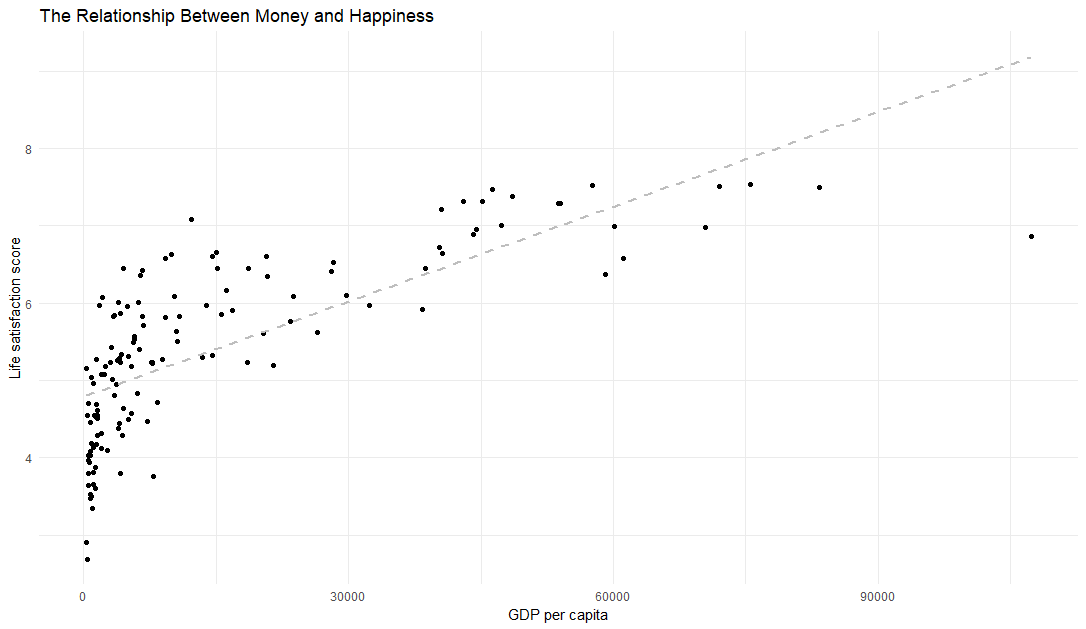 The Relationship Between Money and Happiness
8
6
4
Life satisfaction score
0
30000
60000
90000
GDP per capita